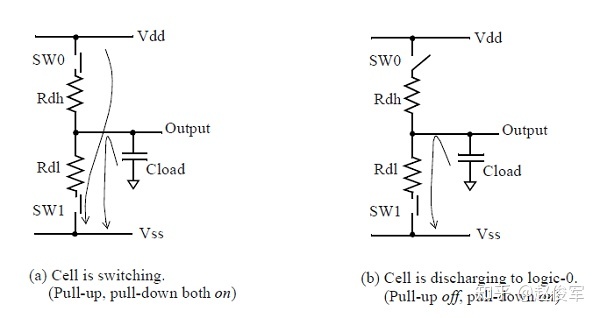 Vdd
SW0
Rdh
Output
Rdl
Cload
SW1
Vss
(a) Cell is switching.
(Pull-up, pull-down both on)
Vdd
SW0
Rdh
Output
Rdl
Cload
SW1
Vss
(b) Cell is discharging to logic-0.
(Pull-up off, pull-down on)
知乎 @赵俊军